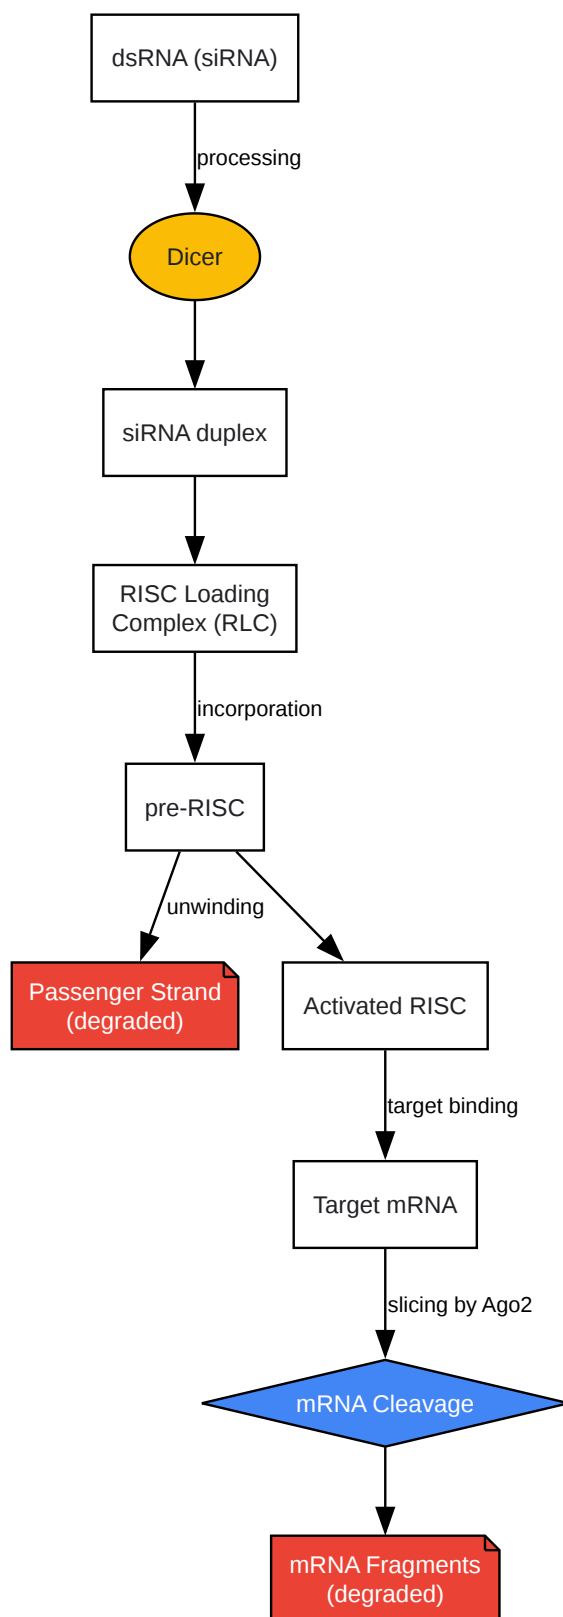 dsRNA (siRNA)
processing
Dicer
siRNA duplex
RISC Loading
Complex (RLC)
incorporation
pre-RISC
unwinding
Passenger Strand
(degraded)
Activated RISC
target binding
Target mRNA
slicing by Ago2
mRNA Cleavage
mRNA Fragments
(degraded)